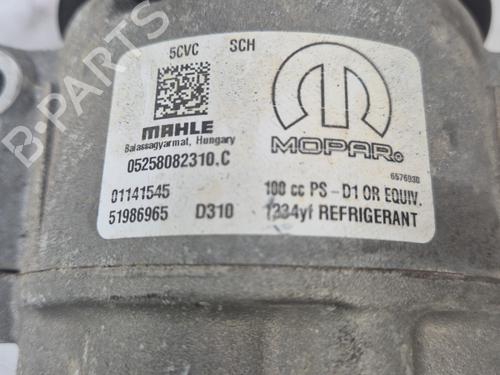 5CVC SCH
MAHLE
Balassagyarmat, Hungary
05258082310.C
MOPAR®
6576930
01141545
51986965 D310
100 cc PS-D1 OR EQUIV.
1234yf REFRIGERANT
B-PARTS